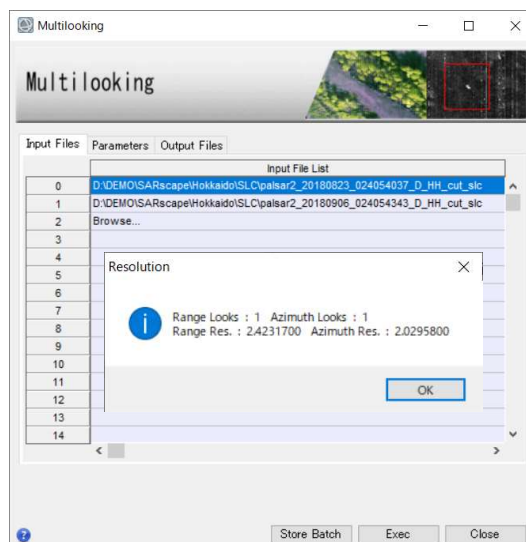 Multilooking
Multilooking
Input Files Parameters Output Files
Input File List
0 D:\DEMO\SARscape\Hokkaido\SLC\palsar2_20180823_024054037_D_HH_cut_slc
1 D:\DEMO\SARscape\Hokkaido\SLC\palsar2_20180906_024054343_D_HH_cut_slc
2 Browse...
3
4
5
6
7
8
9
10
11
12
13
14
Resolution
Range Looks : 1 Azimuth Looks : 1
Range Res. : 2.4231700 Azimuth Res. : 2.0295800
OK
Store Batch Exec Close